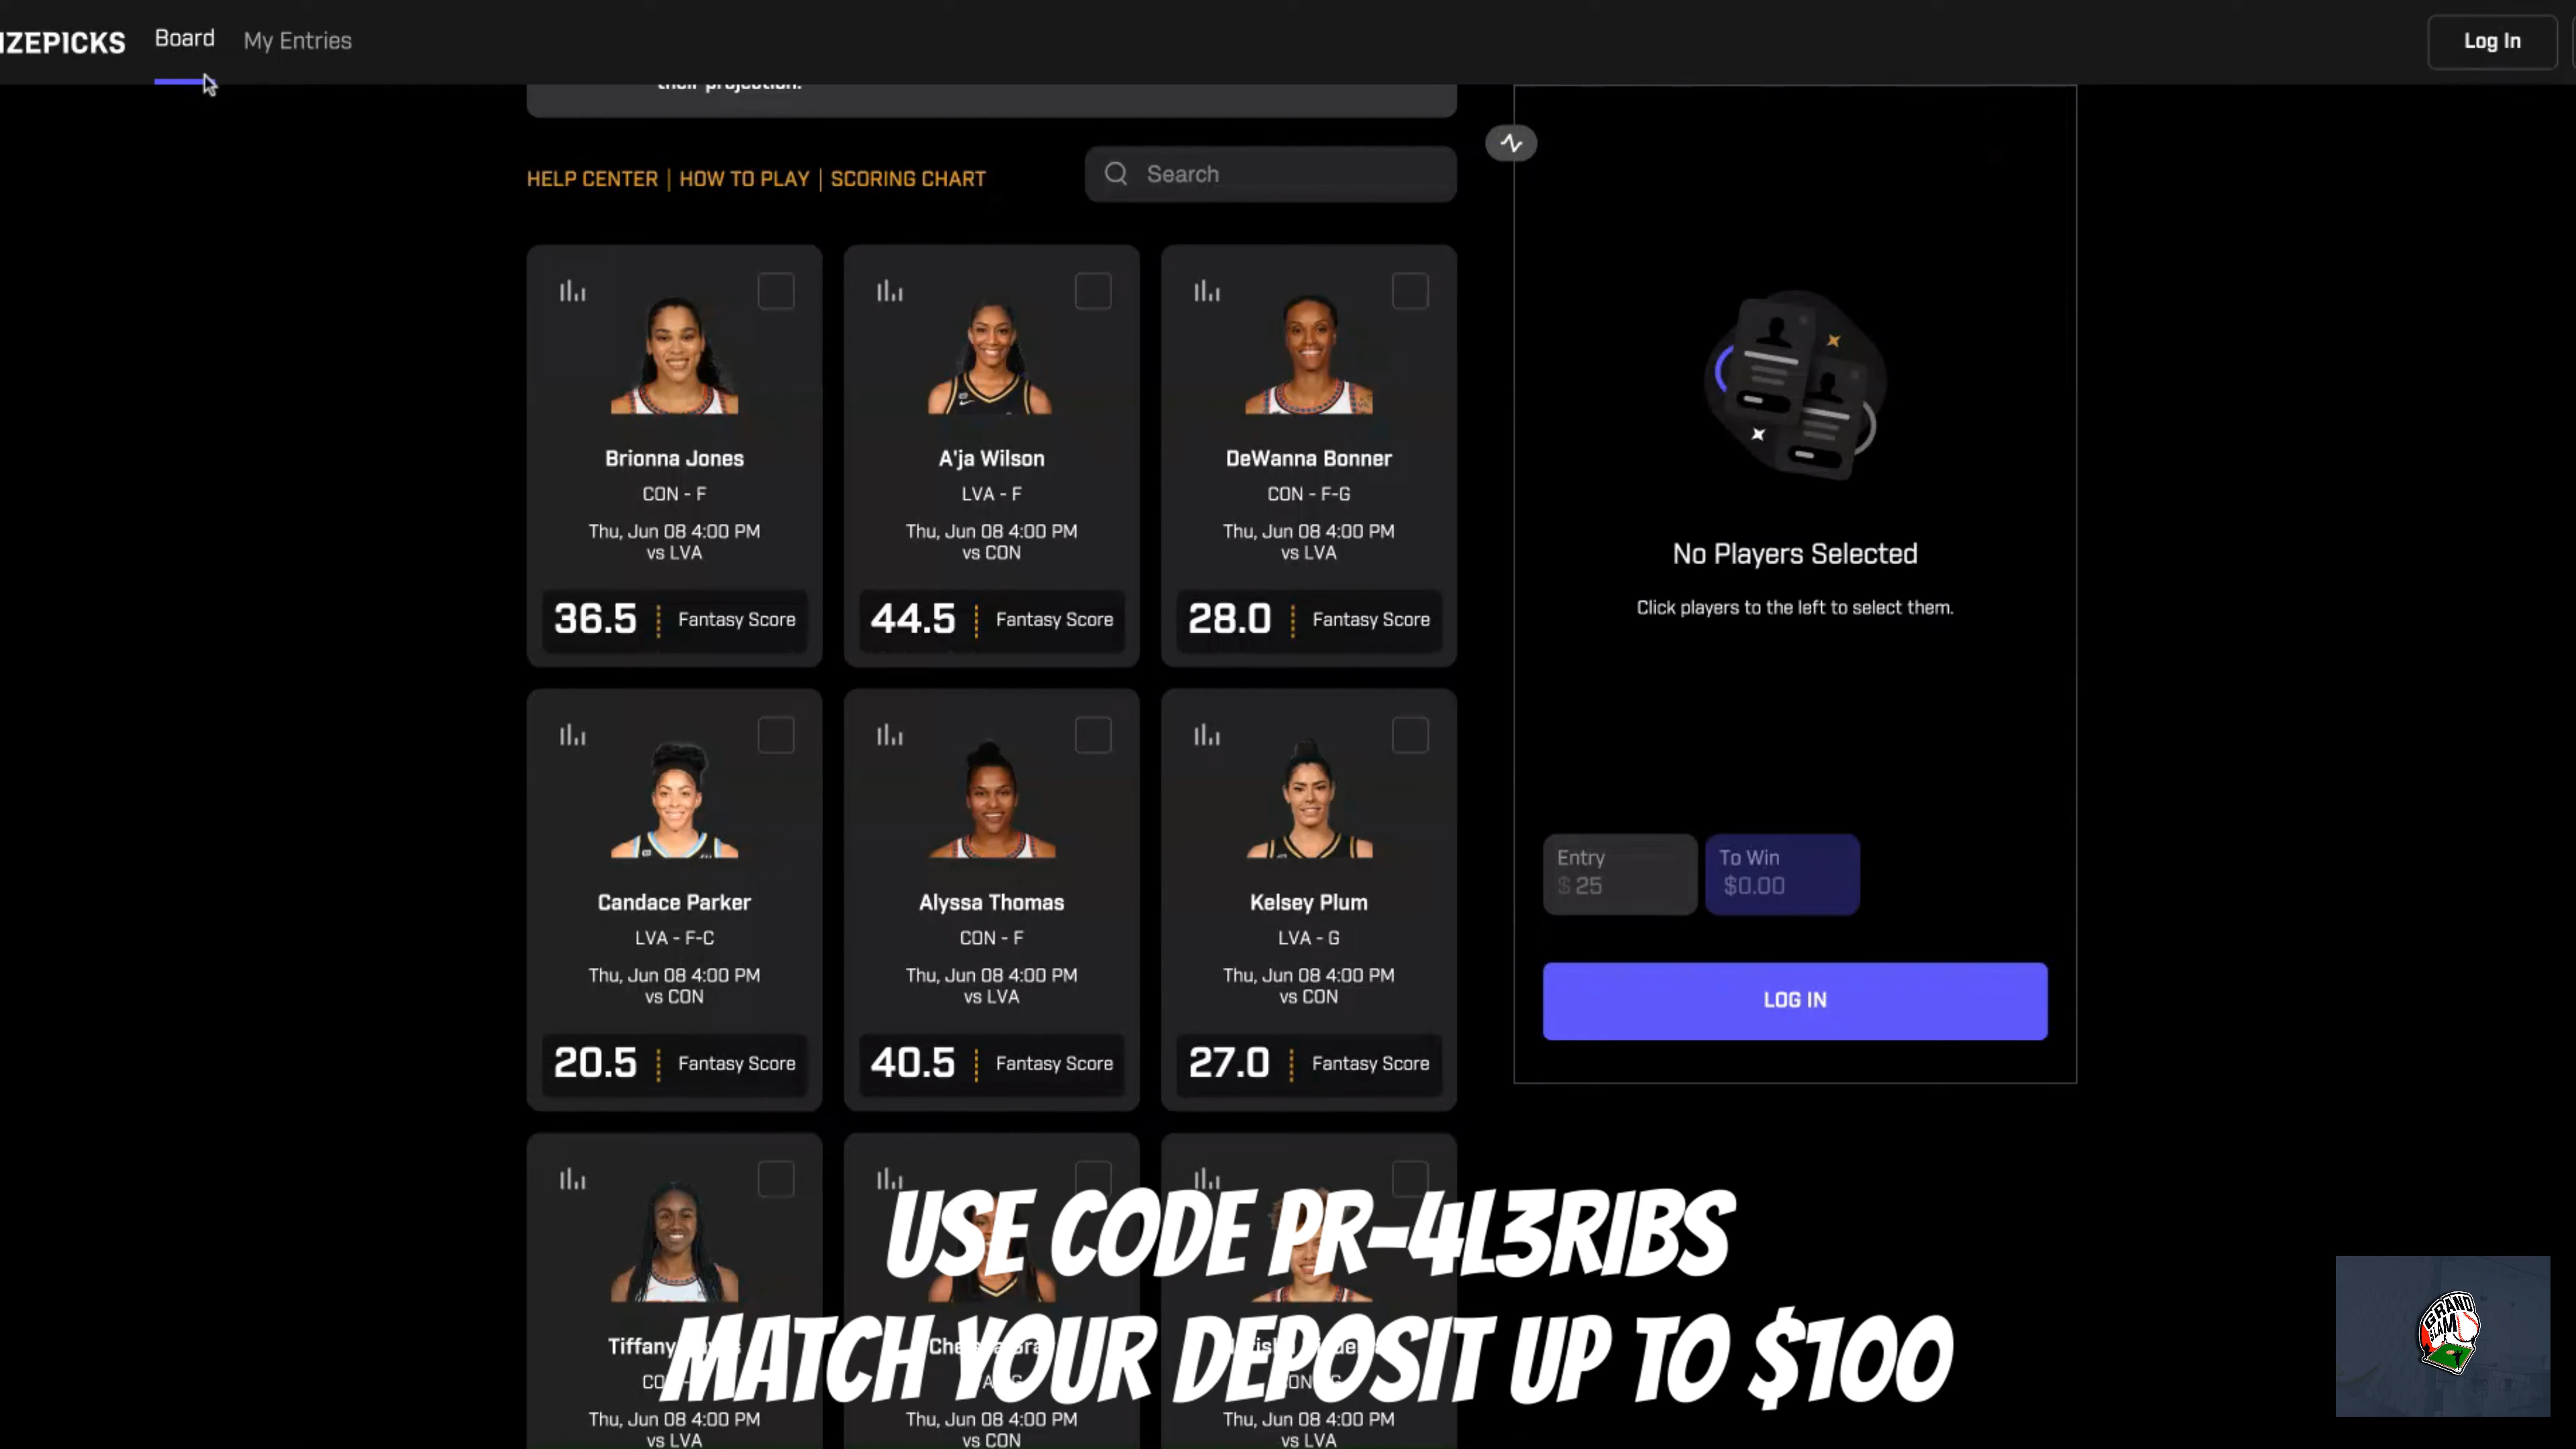 IZEPICKS Board My Entries Log In
their projection.
HELP CENTER | HOW TO PLAY | SCORING CHART
Search
Brionna Jones
CON - F
Thu, Jun 08 4:00 PM
vs LVA
36.5 Fantasy Score
A'ja Wilson
LVA - F
Thu, Jun 08 4:00 PM
vs CON
44.5 Fantasy Score
DeWanna Bonner
CON - F-G
Thu, Jun 08 4:00 PM
vs LVA
28.0 Fantasy Score
Candace Parker
LVA - F-C
Thu, Jun 08 4:00 PM
vs CON
20.5 Fantasy Score
Alyssa Thomas
CON - F
Thu, Jun 08 4:00 PM
vs LVA
40.5 Fantasy Score
Kelsey Plum
LVA - G
Thu, Jun 08 4:00 PM
vs CON
27.0 Fantasy Score
Tiffany
Thu, Jun 08 4:00 PM
vs LVA
Thu, Jun 08 4:00 PM
vs CON
Thu, Jun 08 4:00 PM
vs LVA
No Players Selected
Click players to the left to select them.
Entry
$ 25
To Win
$0.00
LOG IN
USE CODE PR-4L3RIBS
MATCH YOUR DEPOSIT UP TO $100
GRAND
SLAM